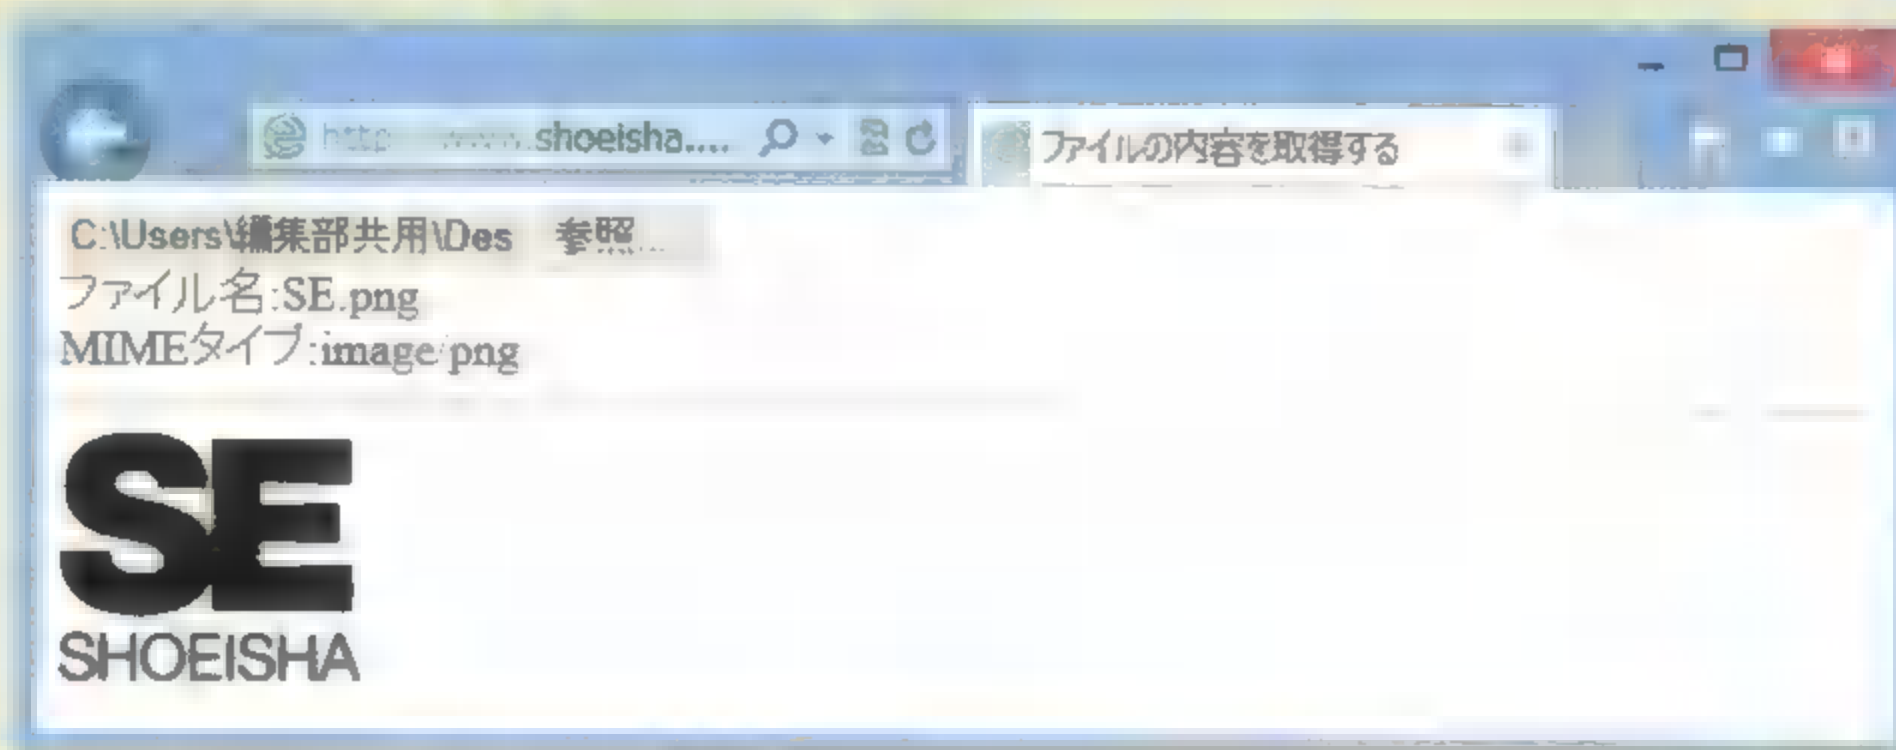 shoeisha.... ファイルの内容を取得する
C:\Users\編集部共用\Des 参照...
ファイル名:SE.png
MIMEタイプ:image/png
SE
SHOEISHA